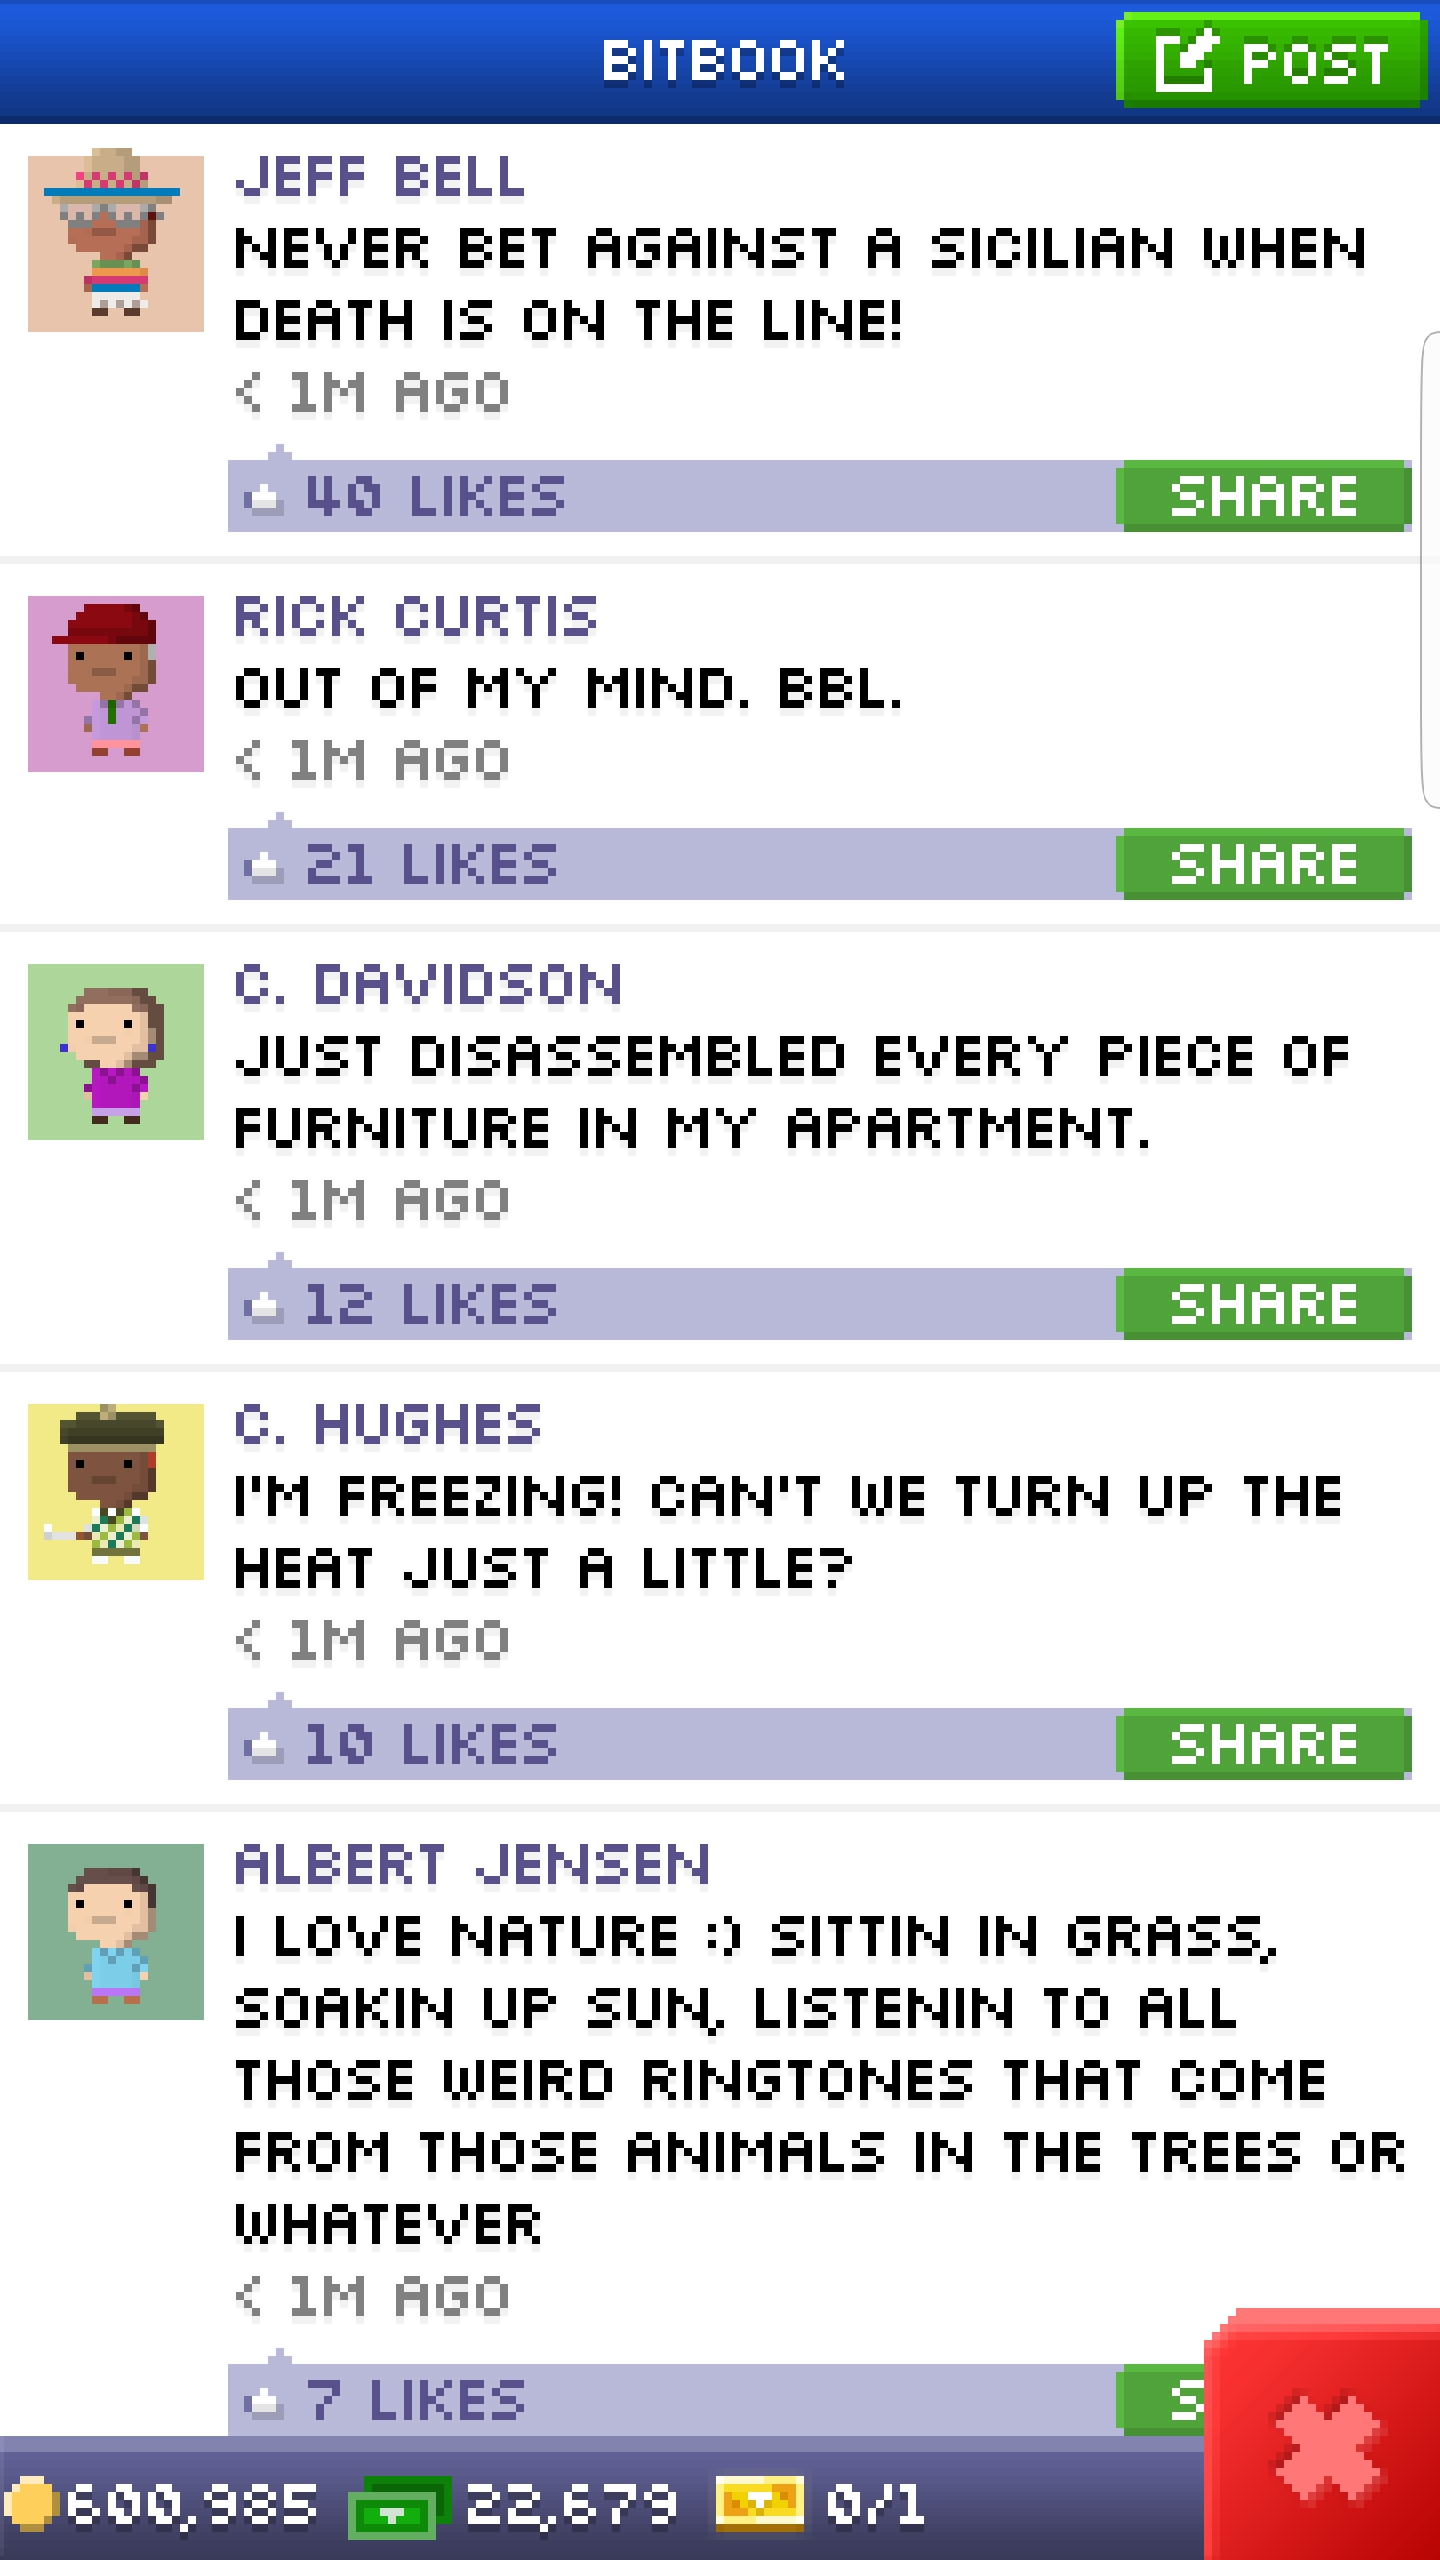 BITBOOK
POST
JEFF BELL
NEVER BET AGAINST A SICILIAN WHEN
DEATH IS ON THE LINE!
< 1M AGO
40 LIKES
SHARE
RICK CURTIS
OUT OF MY MIND. BBL.
< 1M AGO
21 LIKES
SHARE
C. DAVIDSON
JUST DISASSEMBLED EVERY PIECE OF
FURNITURE IN MY APARTMENT.
< 1M AGO
12 LIKES
SHARE
C. HUGHES
I'M FREEZING! CAN'T WE TURN UP THE
HEAT JUST A LITTLE?
< 1M AGO
10 LIKES
SHARE
ALBERT JENSEN
I LOVE NATURE :) SITTIN IN GRASS,
SOAKIN UP SUN, LISTENIN TO ALL
THOSE WEIRD RINGTONES THAT COME
FROM THOSE ANIMALS IN THE TREES OR
WHATEVER
< 1M AGO
7 LIKES
S
600,985 22,679 0/1